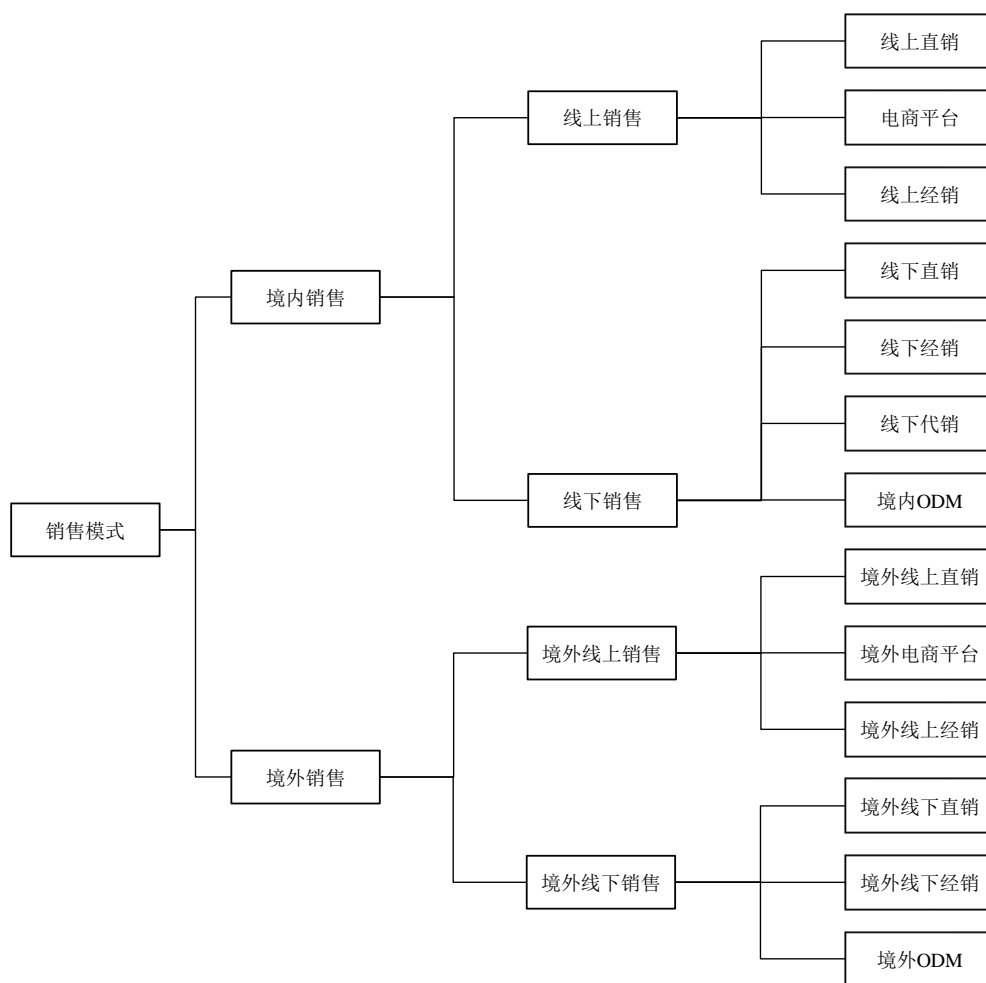 线上直销
线上销售
电商平台
线上经销
境内销售
线下直销
线下经销
线下代销
线下销售
境内ODM
销售模式
境外线上直销
境外线上销售
境外电商平台
境外线上经销
境外销售
境外线下直销
境外线下销售
境外线下经销
境外ODM